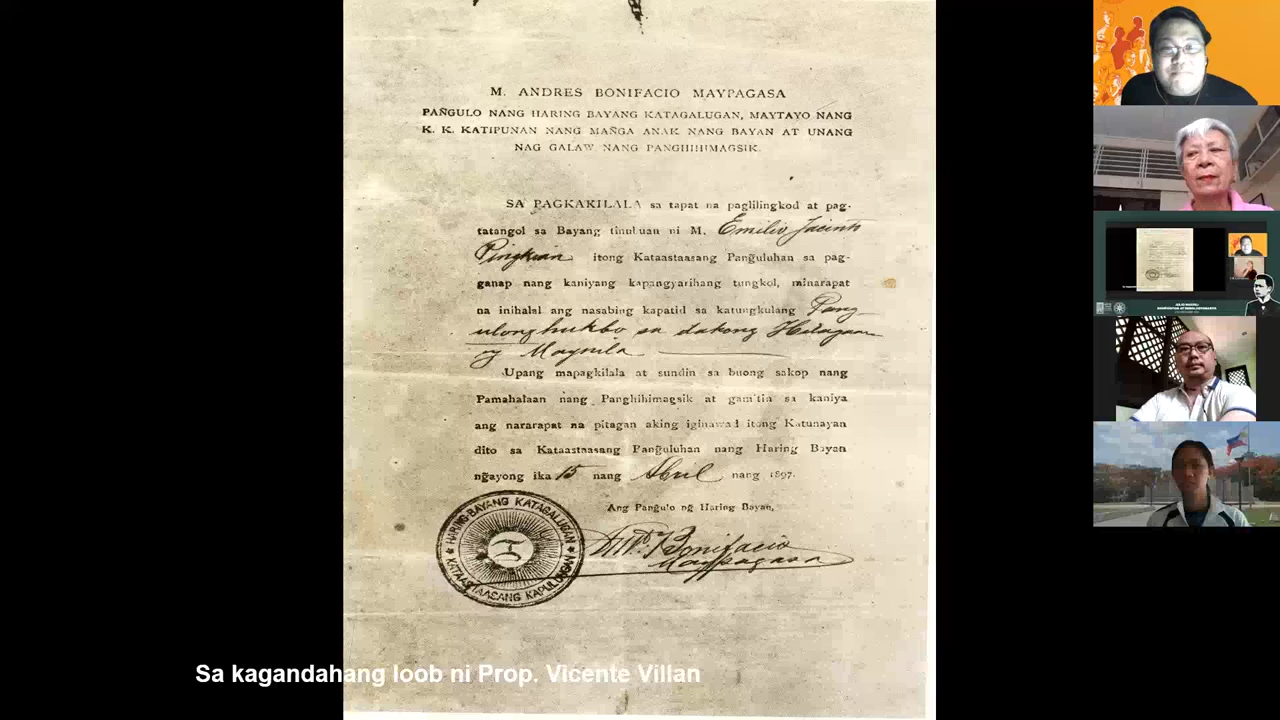 M. ANDRES BONIFACIO MAYPAGASA
PAÑGULO NANG HARING BAYANG KATAGALUGAN, MAYTAYO NANG
K. K. KATIPUNAN NANG MAÑGA ANAK NANG BAYAN AT UNANG
NAG GALAW NANG PANGHIHIMAGSIK.
SA PAGKAKILALA sa tapat na paglilingkod at pag-
tatangol sa Bayang tinubuan ni M. Emilio Jacinto
Pingkian itong Kataastaasang Panguluhan sa pag-
ganap nang kaniyang kapangyarihang tungkol, minarapat
na inihalal ang nasabing kapatid sa katungkulang Pang
ulong hukbo sa dakong Hilagaan
ng Maynila
Upang mapagkilala at sundin sa buong sakop nang
Pamahalaan nang Panghihimagsik at gamitin sa kaniya
ang nararapat na pitagan aking iginawad itong Katunayan
dito sa Kataastaasang Panguluhan nang Haring Bayan
ngayong ika 15 nang Abril nang 1897.
Ang Pangulo ng Haring Bayan,
HARING-BAYANG KATAGALUGAN
KATAASTAASANG KAPULUNGAN
Bonifacio
Maypagasa
Sa kagandahang loob ni Prop. Vicente Villan